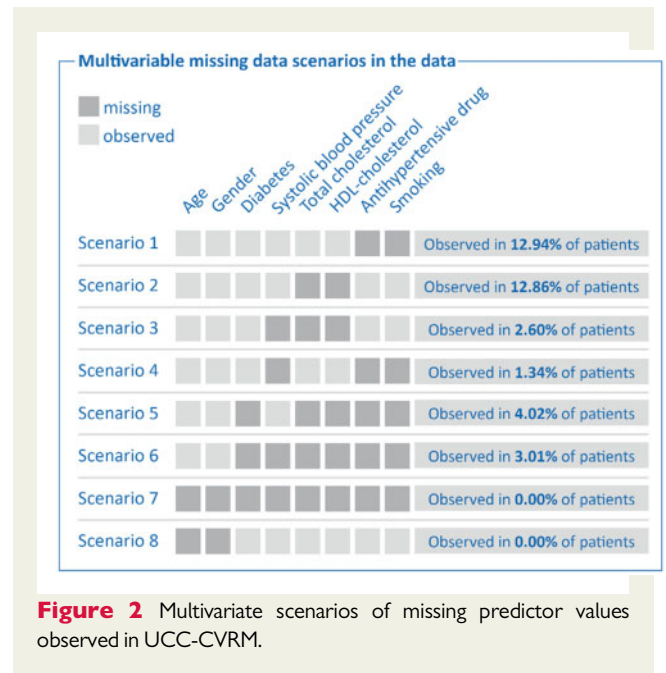 Multivariable missing data scenarios in the data
missing
observed
Age
Gender
Diabetes
Systolic blood pressure
Total cholesterol
HDL-cholesterol
Antihypertensive drug
Smoking
Scenario 1 Observed in 12.94% of patients
Scenario 2 Observed in 12.86% of patients
Scenario 3 Observed in 2.60% of patients
Scenario 4 Observed in 1.34% of patients
Scenario 5 Observed in 4.02% of patients
Scenario 6 Observed in 3.01% of patients
Scenario 7 Observed in 0.00% of patients
Scenario 8 Observed in 0.00% of patients
Figure 2 Multivariate scenarios of missing predictor values
observed in UCC-CVRM.